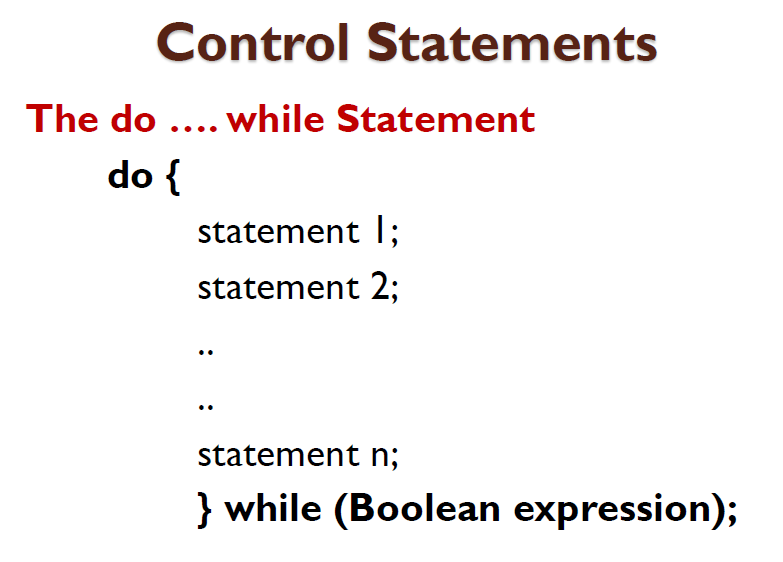 Control Statements
The do …. while Statement
do {
statement 1;
statement 2;
..
..
statement n;
} while (Boolean expression);